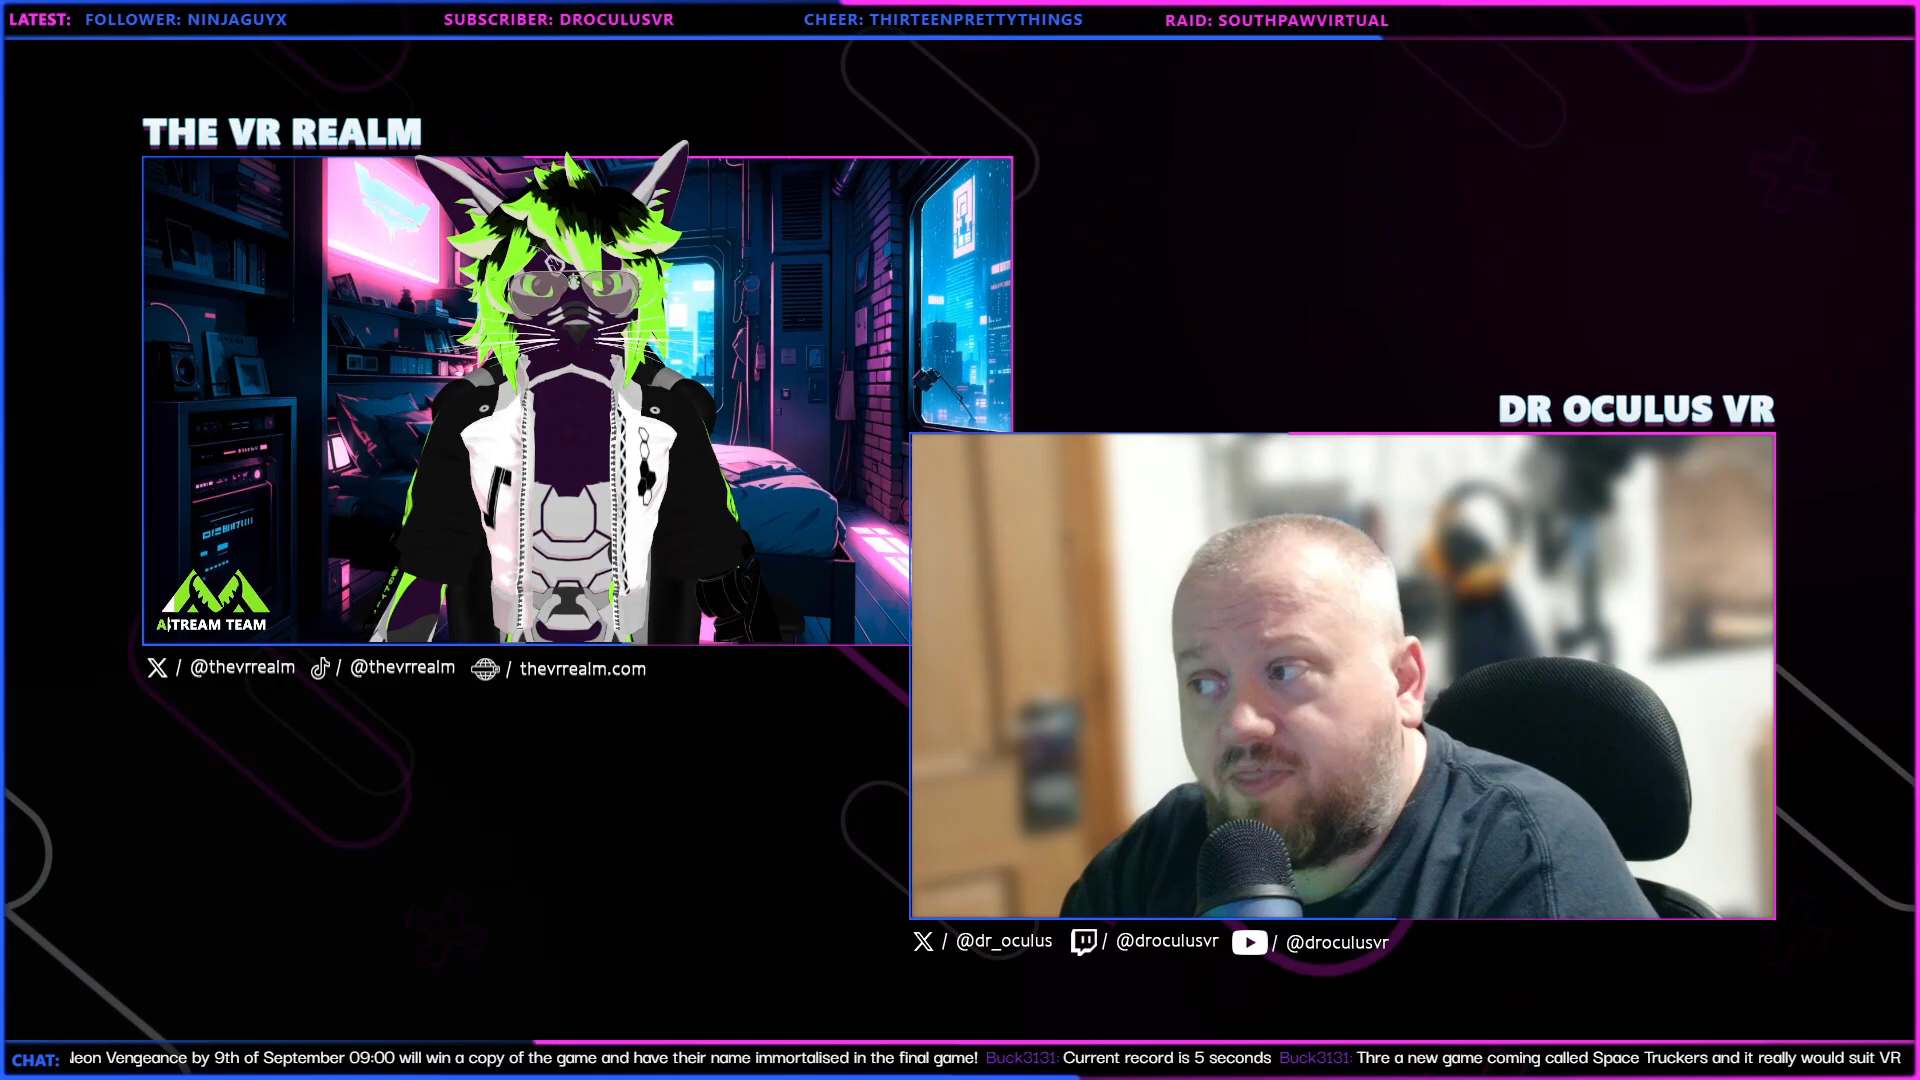 LATEST: FOLLOWER: NINJAGUYX SUBSCRIBER: DROCULUSVR CHEER: THIRTEENPRETTYTHINGS RAID: SOUTHPAWVIRTUAL
THE VR REALM
TREAM TEAM
/ @thevrrealm / @thevrrealm / thevrrealm.com
DR OCULUS VR
/ @dr_oculus / @droculusvr / @droculusvr
CHAT: Vengeance by 9th of September 09:00 will win a copy of the game and have their name immortalised in the final game! Buck3131: Current record is 5 seconds Buck3131: Thre a new game coming called Space Truckers and it really would suit VR